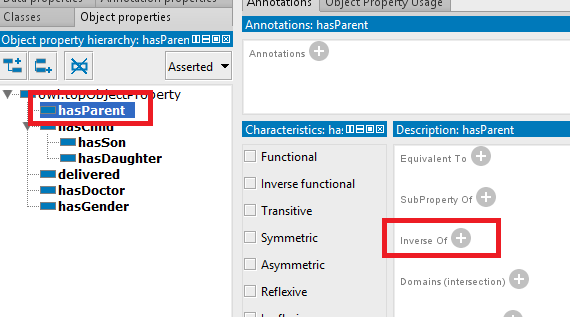 Data properties Annotation properties
Classes Object properties
Object property hierarchy: hasParen
Asserted
owl:topObjectProperty
hasParent
hasChild
hasSon
hasDaughter
delivered
hasDoctor
hasGender
Annotations Object Property Usage
Annotations: hasParent
Annotations
Characteristics: has
Functional
Inverse functional
Transitive
Symmetric
Asymmetric
Reflexive
Description: hasParent
Equivalent To
SubProperty Of
Inverse Of
Domains (intersection)